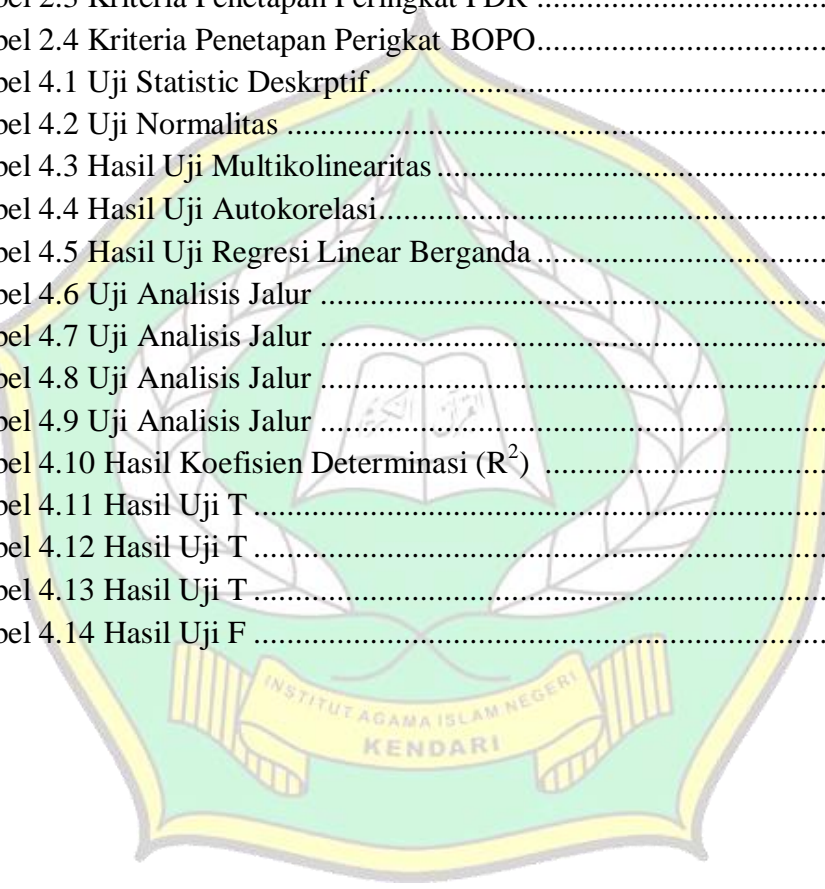 bel 2.3 Kriteria Penetapan Peringkat FDR ........................................
bel 2.4 Kriteria Penetapan Perigkat BOPO........................................
bel 4.1 Uji Statistic Deskrptif........................................
bel 4.2 Uji Normalitas ........................................
bel 4.3 Hasil Uji Multikolinearitas ........................................
bel 4.4 Hasil Uji Autokorelasi........................................
bel 4.5 Hasil Uji Regresi Linear Berganda ........................................
bel 4.6 Uji Analisis Jalur ........................................
bel 4.7 Uji Analisis Jalur ........................................
bel 4.8 Uji Analisis Jalur ........................................
bel 4.9 Uji Analisis Jalur ........................................
bel 4.10 Hasil Koefisien Determinasi (R²) ........................................
bel 4.11 Hasil Uji T ........................................
bel 4.12 Hasil Uji T ........................................
bel 4.13 Hasil Uji T ........................................
bel 4.14 Hasil Uji F ........................................
INSTITUT AGAMA ISLAM NEGERI
KENDARI